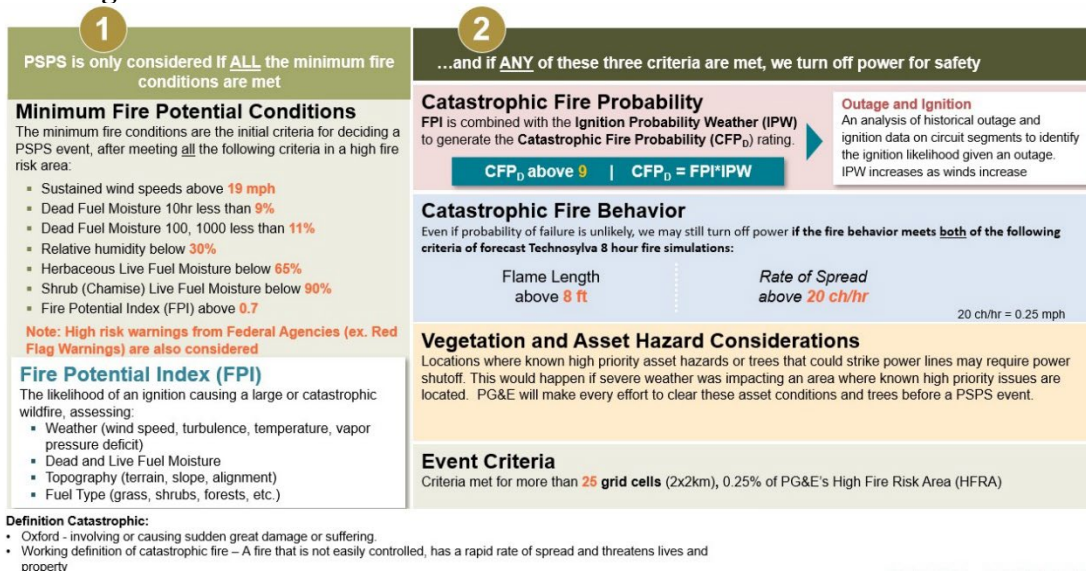 1
PSPS is only considered If ALL the minimum fire
conditions are met
Minimum Fire Potential Conditions
The minimum fire conditions are the initial criteria for deciding a
PSPS event, after meeting all the following criteria in a high fire
risk area:
▪ Sustained wind speeds above 19 mph
▪ Dead Fuel Moisture 10hr less than 9%
▪ Dead Fuel Moisture 100, 1000 less than 11%
▪ Relative humidity below 30%
▪ Herbaceous Live Fuel Moisture below 65%
▪ Shrub (Chamise) Live Fuel Moisture below 90%
▪ Fire Potential Index (FPI) above 0.7
Note: High risk warnings from Federal Agencies (ex. Red
Flag Warnings) are also considered
Fire Potential Index (FPI)
The likelihood of an ignition causing a large or catastrophic
wildfire, assessing:
▪ Weather (wind speed, turbulence, temperature, vapor
pressure deficit)
▪ Dead and Live Fuel Moisture
▪ Topography (terrain, slope, alignment)
▪ Fuel Type (grass, shrubs, forests, etc.)
2
…and if ANY of these three criteria are met, we turn off power for safety
Catastrophic Fire Probability
FPI is combined with the Ignition Probability Weather (IPW)
to generate the Catastrophic Fire Probability (CFPD) rating.
CFPD above 9 | CFPD = FPI*IPW
Outage and Ignition
An analysis of historical outage and
ignition data on circuit segments to identify
the ignition likelihood given an outage.
IPW increases as winds increase
Catastrophic Fire Behavior
Even if probability of failure is unlikely, we may still turn off power if the fire behavior meets both of the following
criteria of forecast Technosylva 8 hour fire simulations:
Flame Length
above 8 ft
Rate of Spread
above 20 ch/hr
20 ch/hr = 0.25 mph
Vegetation and Asset Hazard Considerations
Locations where known high priority asset hazards or trees that could strike power lines may require power
shutoff. This would happen if severe weather was impacting an area where known high priority issues are
located. PG&E will make every effort to clear these asset conditions and trees before a PSPS event.
Event Criteria
Criteria met for more than 25 grid cells (2x2km), 0.25% of PG&E's High Fire Risk Area (HFRA)
Definition Catastrophic:
• Oxford - involving or causing sudden great damage or suffering.
• Working definition of catastrophic fire – A fire that is not easily controlled, has a rapid rate of spread and threatens lives and
property